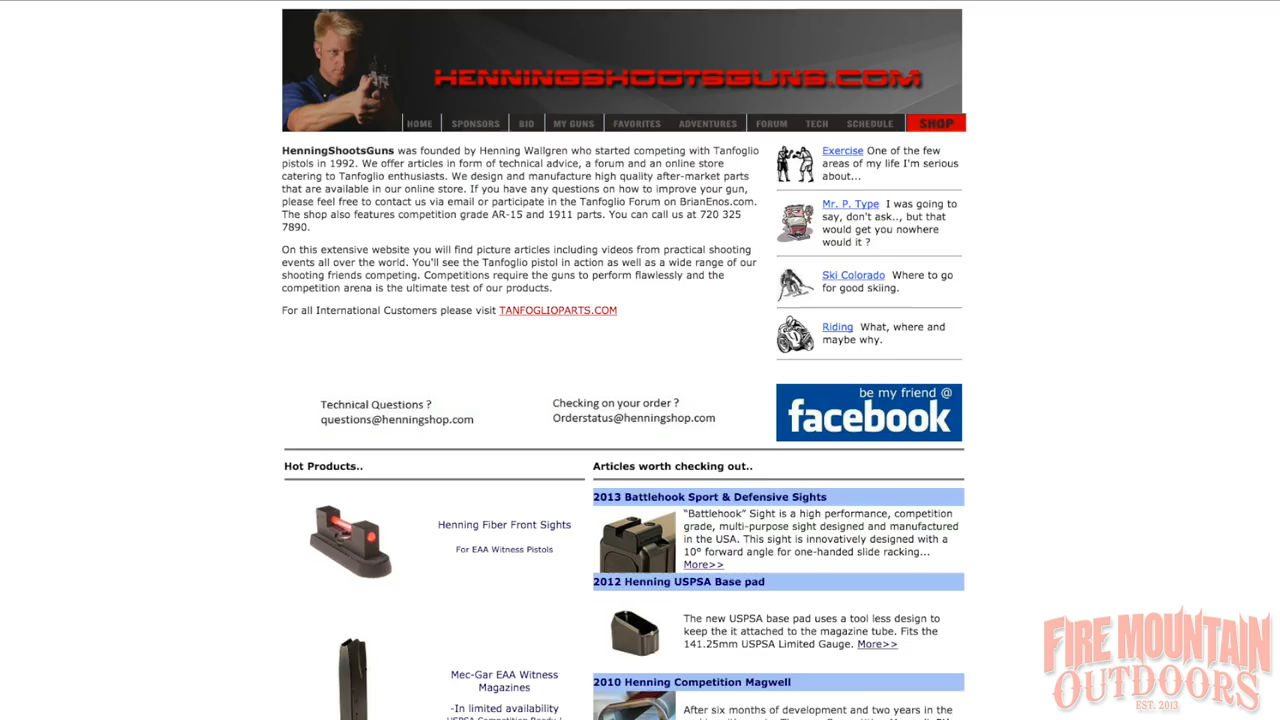 HENNINGSHOOTSGUNS.COM
HOME SPONSORS BIO MY GUNS FAVORITES ADVENTURES FORUM TECH SCHEDULE SHOP
HenningShootsGuns was founded by Henning Wallgren who started competing with Tanfoglio
pistols in 1992. We offer articles in form of technical advice, a forum and an online store
catering to Tanfoglio enthusiasts. We design and manufacture high quality after-market parts
that are available in our online store. If you have any questions on how to improve your gun,
please feel free to contact us via email or participate in the Tanfoglio Forum on BrianEnos.com.
The shop also features competition grade AR-15 and 1911 parts. You can call us at 720 325
7890.
On this extensive website you will find picture articles including videos from practical shooting
events all over the world. You'll see the Tanfoglio pistol in action as well as a wide range of our
shooting friends competing. Competitions require the guns to perform flawlessly and the
competition arena is the ultimate test of our products.
For all International Customers please visit TANFOGLIOPARTS.COM
Exercise One of the few
areas of my life I'm serious
about...
Mr. P. Type I was going to
say, don't ask.., but that
would get you nowhere
would it ?
Ski Colorado Where to go
for good skiing.
Riding What, where and
maybe why.
Technical Questions ?
questions@henningshop.com
Checking on your order ?
Orderstatus@henningshop.com
be my friend @
facebook
Hot Products..
Henning Fiber Front Sights
For EAA Witness Pistols
Mec-Gar EAA Witness
Magazines
-In limited availability
Articles worth checking out..
2013 Battlehook Sport & Defensive Sights
“Battlehook” Sight is a high performance, competition
grade, multi-purpose sight designed and manufactured
in the USA. This sight is innovatively designed with a
10° forward angle for one-handed slide racking...
More>>
2012 Henning USPSA Base pad
The new USPSA base pad uses a tool less design to
keep the it attached to the magazine tube. Fits the
141.25mm USPSA Limited Gauge. More>>
2010 Henning Competition Magwell
After six months of development and two years in the
FIRE MOUNTAIN
OUTDOORS
EST. 2013